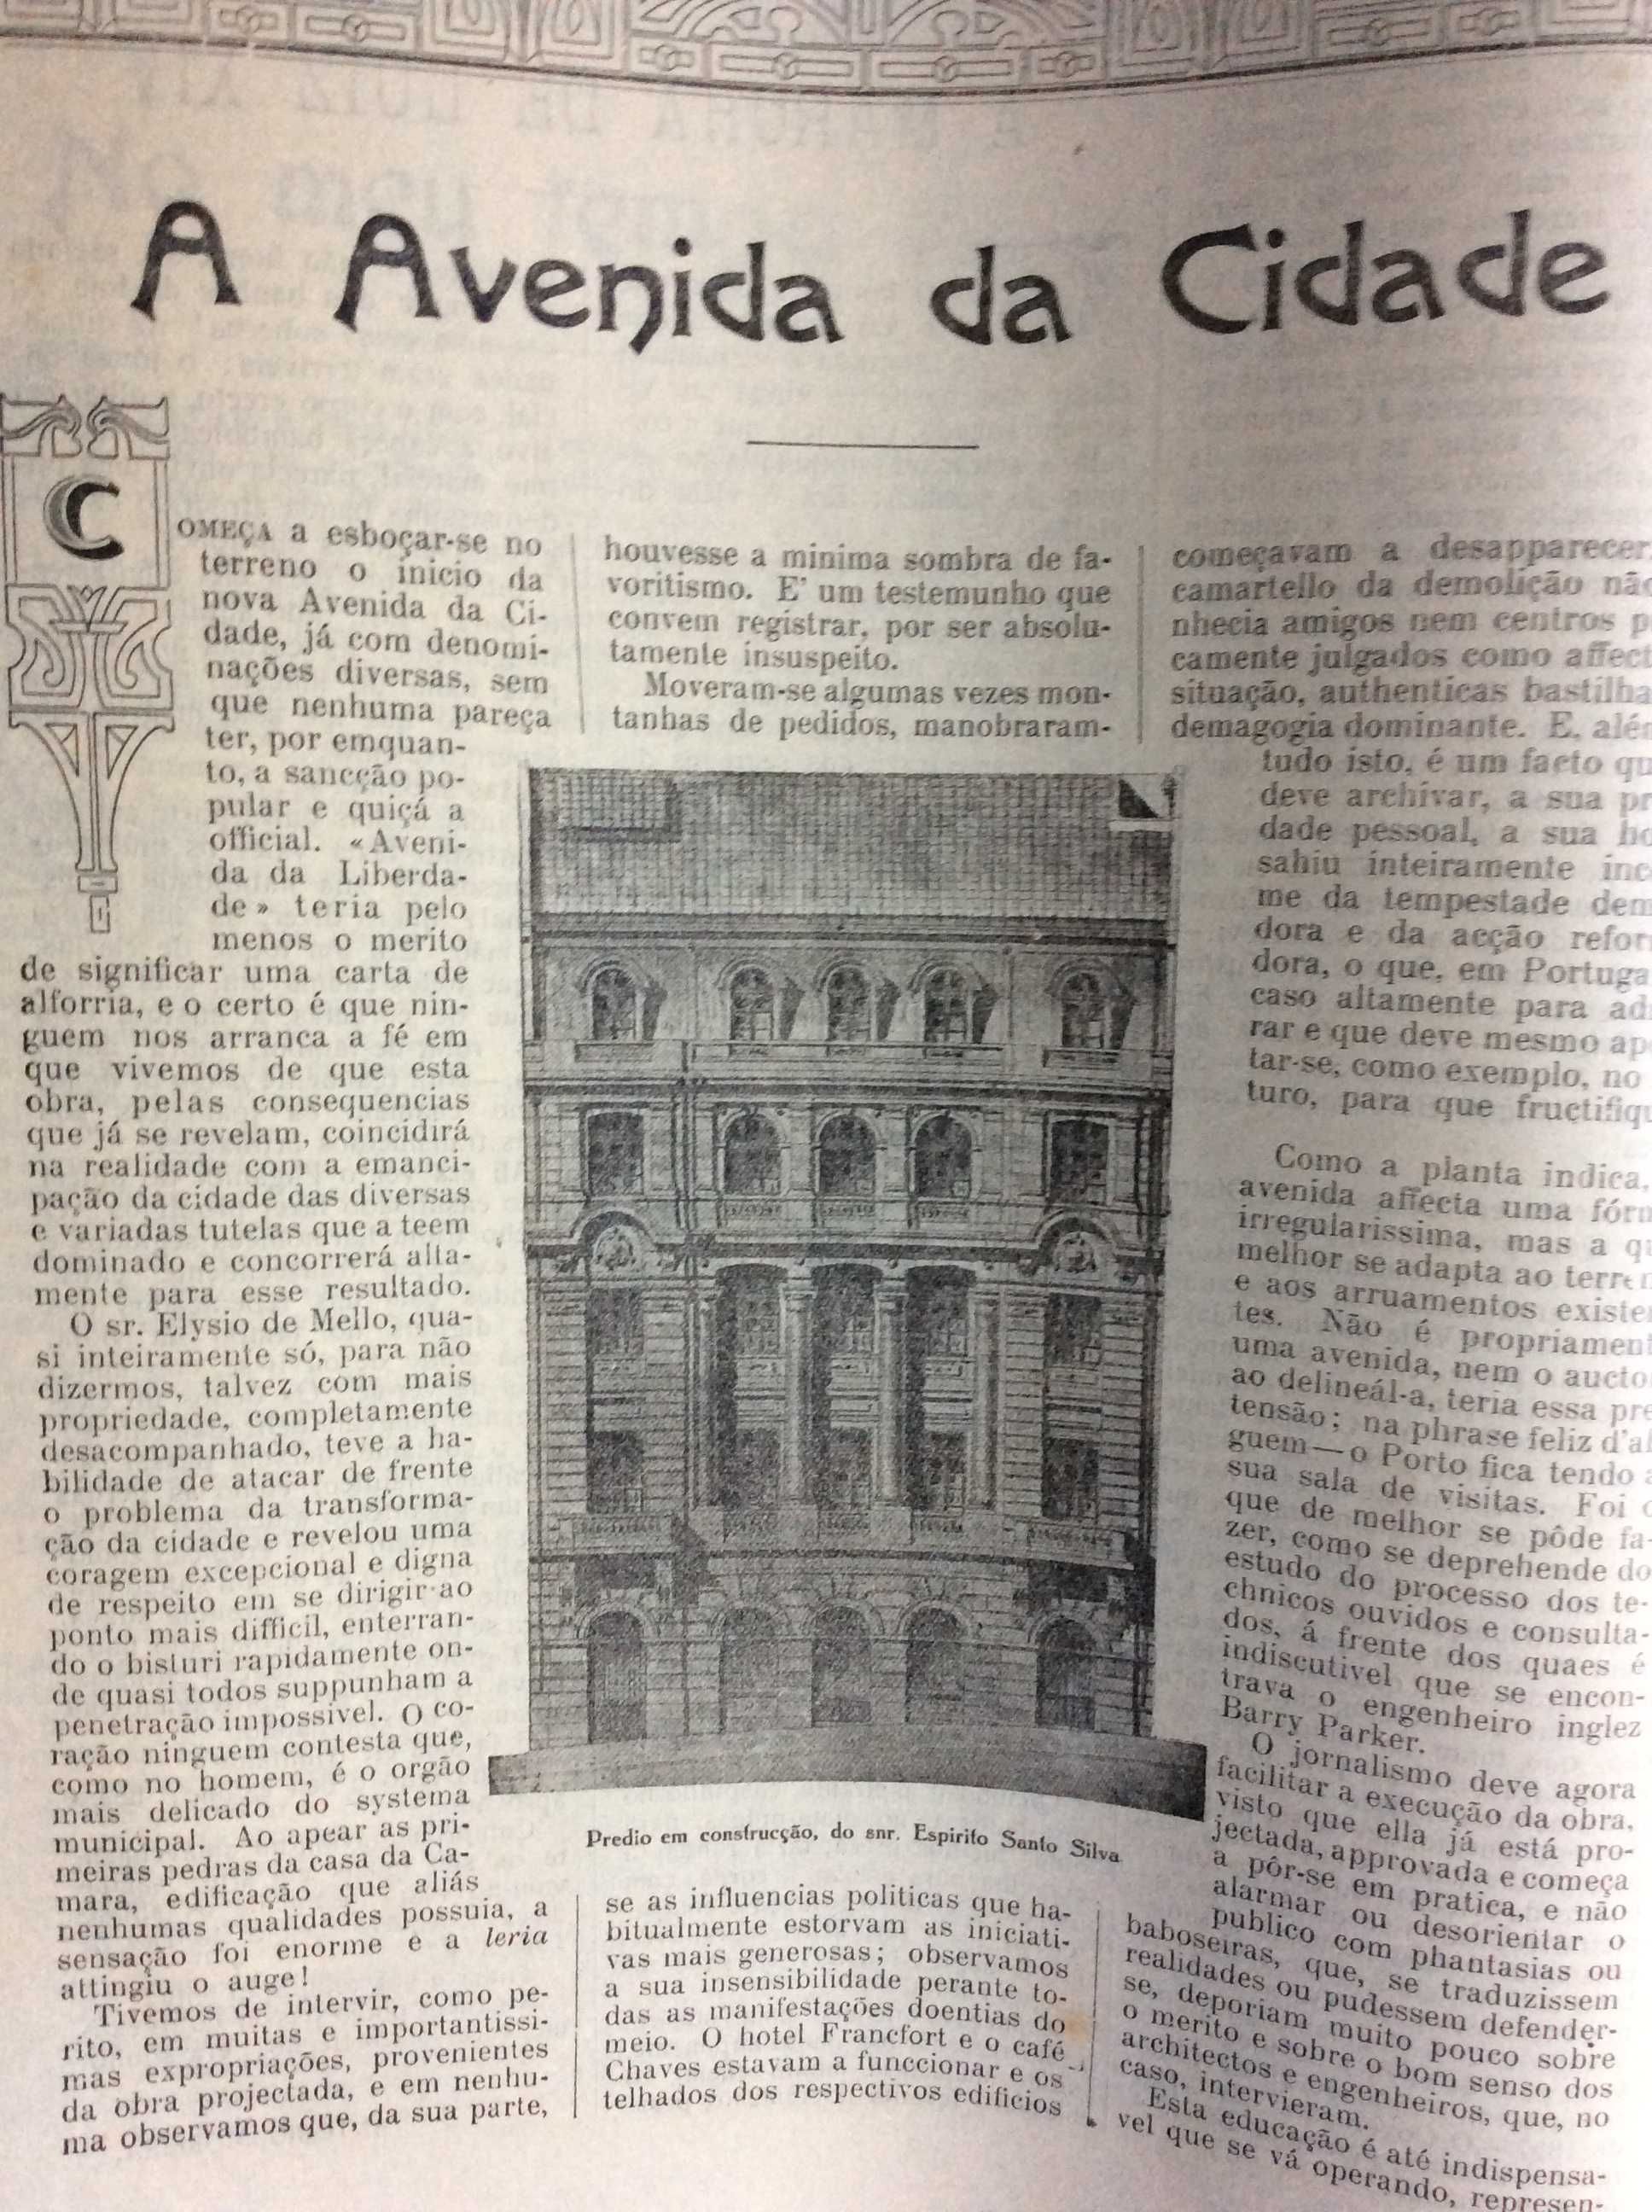 A Avenida da Cidade
COMEÇA a esboçar-se no
terreno o inicio da
nova Avenida da Ci-
dade, já com denomi-
nações diversas, sem
que nenhuma pareça
ter, por emquan-
to, a sancção po-
pular e quiçá a
official. «Aveni-
da da Liberda-
de» teria pelo
menos o merito
de significar uma carta de
alforria, e o certo é que nin-
guem nos arranca a fé em
que vivemos de que esta
obra, pelas consequencias
que já se revelam, coincidirá
na realidade com a emanci-
pação da cidade das diversas
e variadas tutelas que a teem
dominado e concorrerá alta-
mente para esse resultado.
O sr. Elysio de Mello, qua-
si inteiramente só, para não
dizermos, talvez com mais
propriedade, completamente
desacompanhado, teve a ha-
bilidade de atacar de frente
o problema da transforma-
ção da cidade e revelou uma
coragem excepcional e digna
de respeito em se dirigir ao
ponto mais difficil, enterran-
do o bisturi rapidamente on-
de quasi todos suppunham a
penetração impossivel. O co-
ração ninguem contesta que,
como no homem, é o orgão
mais delicado do systema
municipal. Ao apear as pri-
meiras pedras da casa da Ca-
mara, edificação que aliás
nenhumas qualidades possuia, a
sensação foi enorme e a leria
attingiu o auge!
Tivemos de intervir, como pe-
rito, em muitas e importantissi-
mas expropriações, provenientes
da obra projectada, e em nenhu-
ma observamos que, da sua parte,
houvesse a minima sombra de fa-
voritismo. E' um testemunho que
convem registrar, por ser absolu-
tamente insuspeito.
Moveram-se algumas vezes mon-
tanhas de pedidos, manobraram-
Predio em construcção, do snr. Espirito Santo Silva
se as influencias politicas que ha-
bitualmente estorvam as iniciati-
vas mais generosas; observamos
a sua insensibilidade perante to-
das as manifestações doentias do
meio. O hotel Francfort e o café
Chaves estavam a funccionar e os
telhados dos respectivos edificios
começavam a desapparecer
camartello da demolição
nhecia amigos nem centros
camente julgados como
situação, authenticas
demagogia dominante. E,
tudo isto, é um facto
deve archivar, a sua
dade pessoal, a sua
sahiu inteiramente
me da tempestade
dora e da acção
dora, o que, em
caso altamente para
rar e que deve mesmo
tar-se, como exemplo, no
turo, para que
Como a planta indica,
avenida affecta uma
irregularissima, mas a
melhor se adapta ao
e aos arruamentos
tes. Não é
uma avenida, nem o
ao delineál-a, teria essa
tensão; na phrase feliz
guem—o Porto fica tendo
sua sala de visitas. Foi
que de melhor se pôde fa-
zer, como se deprehende do
estudo do processo dos te-
chnicos ouvidos e consulta-
dos, á frente dos quaes é
indiscutivel que se encon-
trava o engenheiro inglez
Barry Parker.
O jornalismo deve agora
facilitar a execução da obra,
visto que ella já está pro-
jectada, approvada e começa
a pôr-se em pratica, e não
alarmar ou desorientar o
publico com phantasias ou
baboseiras, que, se traduzissem
realidades ou pudessem defender-
se, deporiam muito pouco sobre
o merito e sobre o bom senso dos
architectos e engenheiros, que, no
caso, intervieram.
Esta educação é até indispensa-
vel que se vá operando, represen-